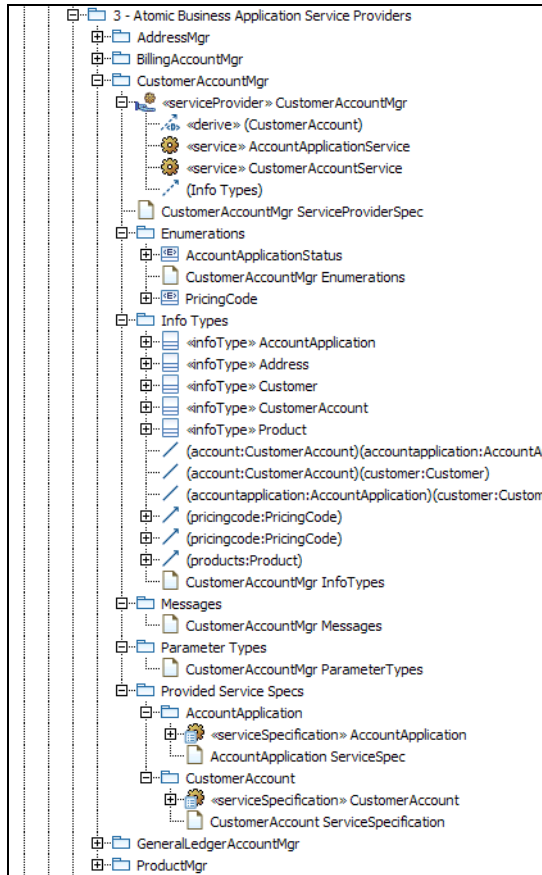 3 - Atomic Business Application Service Providers
AddressMgr
BillingAccountMgr
CustomerAccountMgr
«serviceProvider» CustomerAccountMgr
«derive» (CustomerAccount)
«service» AccountApplicationService
«service» CustomerAccountService
(Info Types)
CustomerAccountMgr ServiceProviderSpec
Enumerations
AccountApplicationStatus
CustomerAccountMgr Enumerations
PricingCode
Info Types
«infoType» AccountApplication
«infoType» Address
«infoType» Customer
«infoType» CustomerAccount
«infoType» Product
(account:CustomerAccount)(accountapplication:AccountA
(account:CustomerAccount)(customer:Customer)
(accountapplication:AccountApplication)(customer:Custom
(pricingcode:PricingCode)
(pricingcode:PricingCode)
(products:Product)
CustomerAccountMgr InfoTypes
Messages
CustomerAccountMgr Messages
Parameter Types
CustomerAccountMgr ParameterTypes
Provided Service Specs
AccountApplication
«serviceSpecification» AccountApplication
AccountApplication ServiceSpec
CustomerAccount
«serviceSpecification» CustomerAccount
CustomerAccount ServiceSpecification
GeneralLedgerAccountMgr
ProductMgr